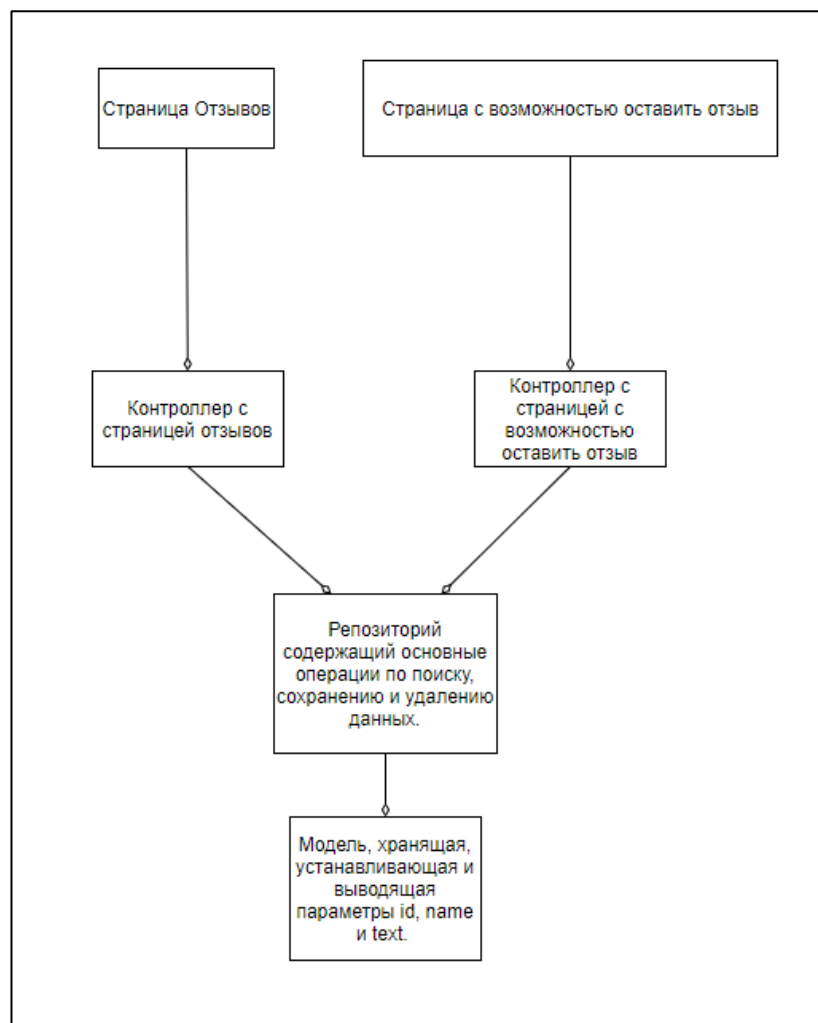 Страница Отзывов
Страница с возможностью оставить отзыв
Контроллер с
страницей отзывов
Контроллер с
страницей с
возможностью
оставить отзыв
Репозиторий
содержащий основные
операции по поиску,
сохранению и удалению
данных.
Модель, хранящая,
устанавливающая и
выводящая
параметры id, name
и text.